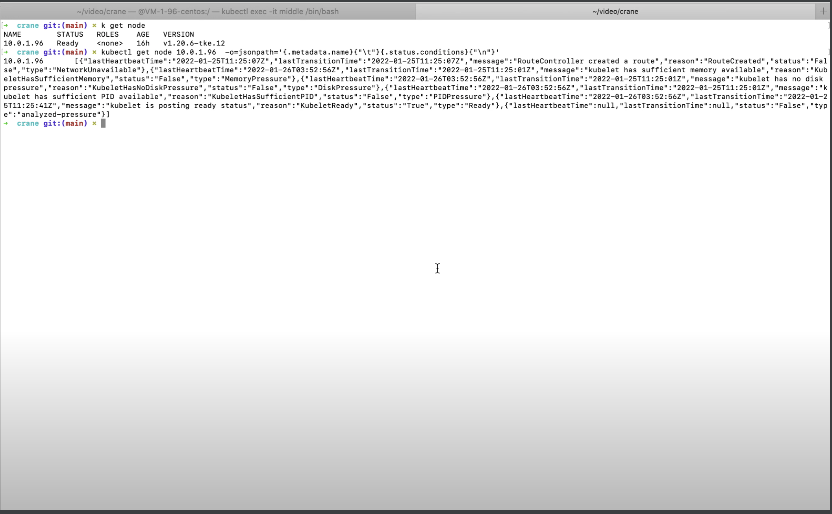 ~/video/crane — @VM-1-96-centos:/ — kubectl exec -it middle /bin/bash
~/video/crane
+
➜ crane git:(main) ✗ k get node
NAME STATUS ROLES AGE VERSION
10.0.1.96 Ready <none> 16h v1.20.6-tke.12
➜ crane git:(main) ✗ kubectl get node 10.0.1.96 -o=jsonpath='{.metadata.name}{"\t"}{.status.conditions}{"\n"}'
10.0.1.96 [{"lastHeartbeatTime":"2022-01-25T11:25:07Z","lastTransitionTime":"2022-01-25T11:25:07Z","message":"RouteController created a route","reason":"RouteCreated","status":"Fal
se","type":"NetworkUnavailable"},{"lastHeartbeatTime":"2022-01-26T03:52:56Z","lastTransitionTime":"2022-01-25T11:25:01Z","message":"kubelet has sufficient memory available","reason":"Kub
eletHasSufficientMemory","status":"False","type":"MemoryPressure"},{"lastHeartbeatTime":"2022-01-26T03:52:56Z","lastTransitionTime":"2022-01-25T11:25:01Z","message":"kubelet has no disk
pressure","reason":"KubeletHasNoDiskPressure","status":"False","type":"DiskPressure"},{"lastHeartbeatTime":"2022-01-26T03:52:56Z","lastTransitionTime":"2022-01-25T11:25:01Z","message":"k
ubelet has sufficient PID available","reason":"KubeletHasSufficientPID","status":"False","type":"PIDPressure"},{"lastHeartbeatTime":"2022-01-26T03:52:56Z","lastTransitionTime":"2022-01-2
5T11:25:41Z","message":"kubelet is posting ready status","reason":"KubeletReady","status":"True","type":"Ready"},{"lastHeartbeatTime":null,"lastTransitionTime":null,"status":"False","typ
e":"analyzed-pressure"}]
➜ crane git:(main) ✗